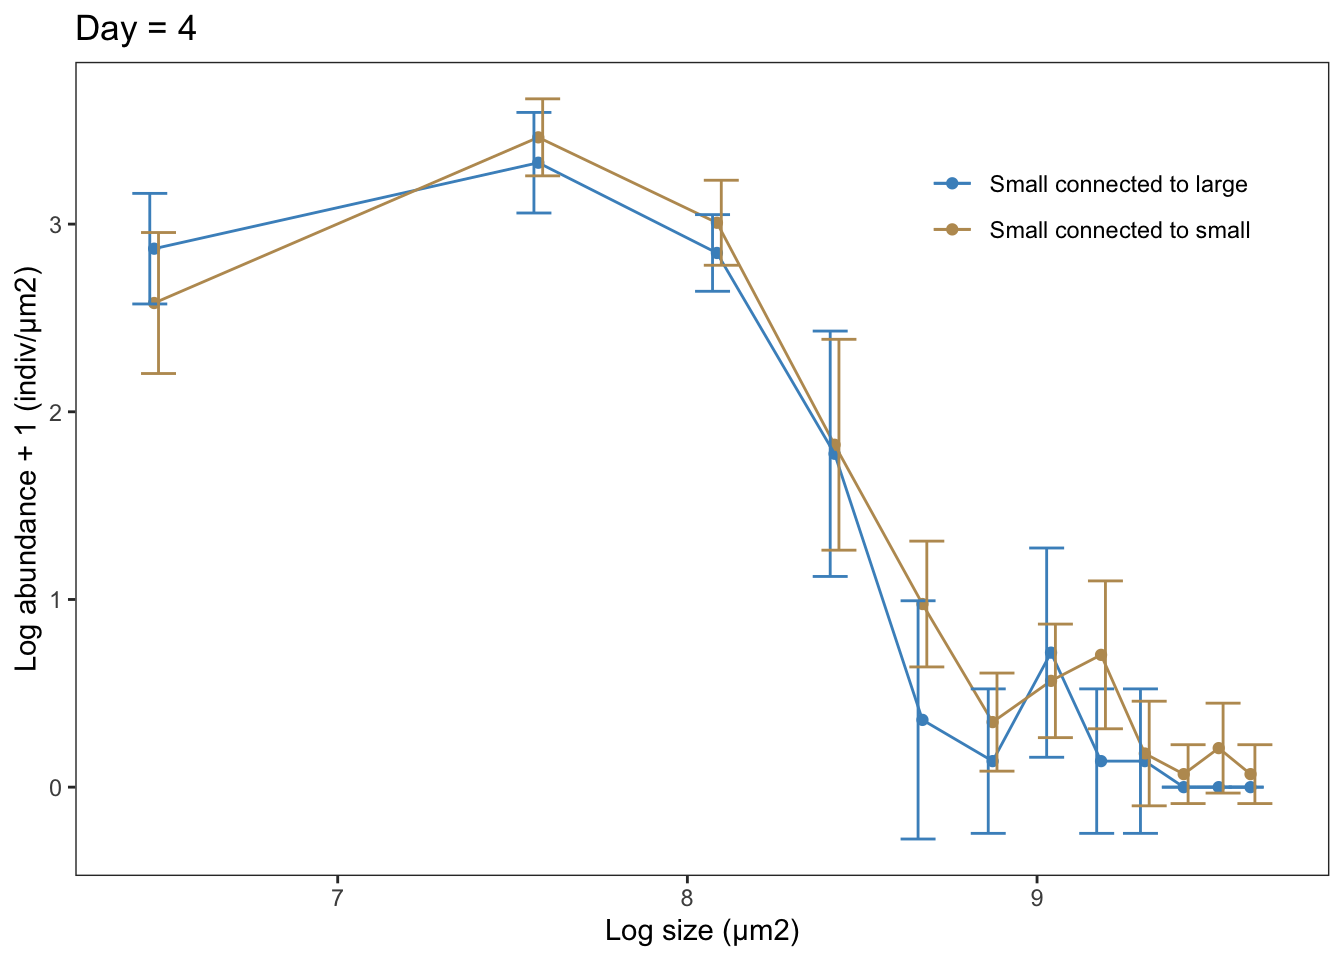 Day = 4
Log abundance + 1 (indiv/µm2)
3
2
1
0
Small connected to large
Small connected to small
7
8
9
Log size (µm2)